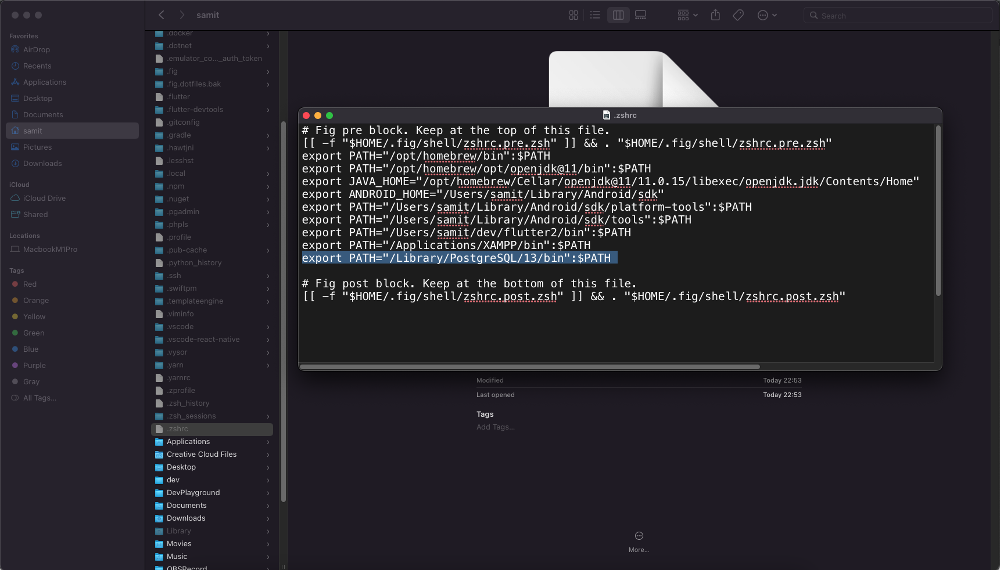 samit
Search
Favorites
AirDrop
Recents
Applications
Desktop
Documents
samit
Pictures
Downloads
iCloud
iCloud Drive
Shared
Locations
MacbookM1Pro
Tags
Red
Orange
Yellow
Green
Blue
Purple
Gray
All Tags...
.docker
.dotnet
.emulator_co..._auth_token
.fig
.fig.dotfiles.bak
.flutter
.flutter-devtools
.gitconfig
.gradle
.hawtjni
.lesshst
.local
.npm
.nuget
.pgadmin
.phpls
.profile
.pub-cache
.python_history
.ssh
.swiftpm
.templateengine
.viminfo
.vscode
.vscode-react-native
.vysor
.yarn
.yarnrc
.zprofile
.zsh_history
.zsh_sessions
.zshrc
Applications
Creative Cloud Files
Desktop
dev
DevPlayground
Documents
Downloads
Library
Movies
Music
OBSRecord
.zshrc
# Fig pre block. Keep at the top of this file.
[[ -f "$HOME/.fig/shell/zshrc.pre.zsh" ]] && . "$HOME/.fig/shell/zshrc.pre.zsh"
export PATH="/opt/homebrew/bin":$PATH
export PATH="/opt/homebrew/opt/openjdk@11/bin":$PATH
export JAVA_HOME="/opt/homebrew/Cellar/openjdk@11/11.0.15/libexec/openjdk.jdk/Contents/Home"
export ANDROID_HOME="/Users/samit/Library/Android/sdk"
export PATH="/Users/samit/Library/Android/sdk/platform-tools":$PATH
export PATH="/Users/samit/Library/Android/sdk/tools":$PATH
export PATH="/Users/samit/dev/flutter2/bin":$PATH
export PATH="/Applications/XAMPP/bin":$PATH
export PATH="/Library/PostgreSQL/13/bin":$PATH
# Fig post block. Keep at the bottom of this file.
[[ -f "$HOME/.fig/shell/zshrc.post.zsh" ]] && . "$HOME/.fig/shell/zshrc.post.zsh"
Modified Today 22:53
Last opened Today 22:53
Tags
Add Tags...
More...